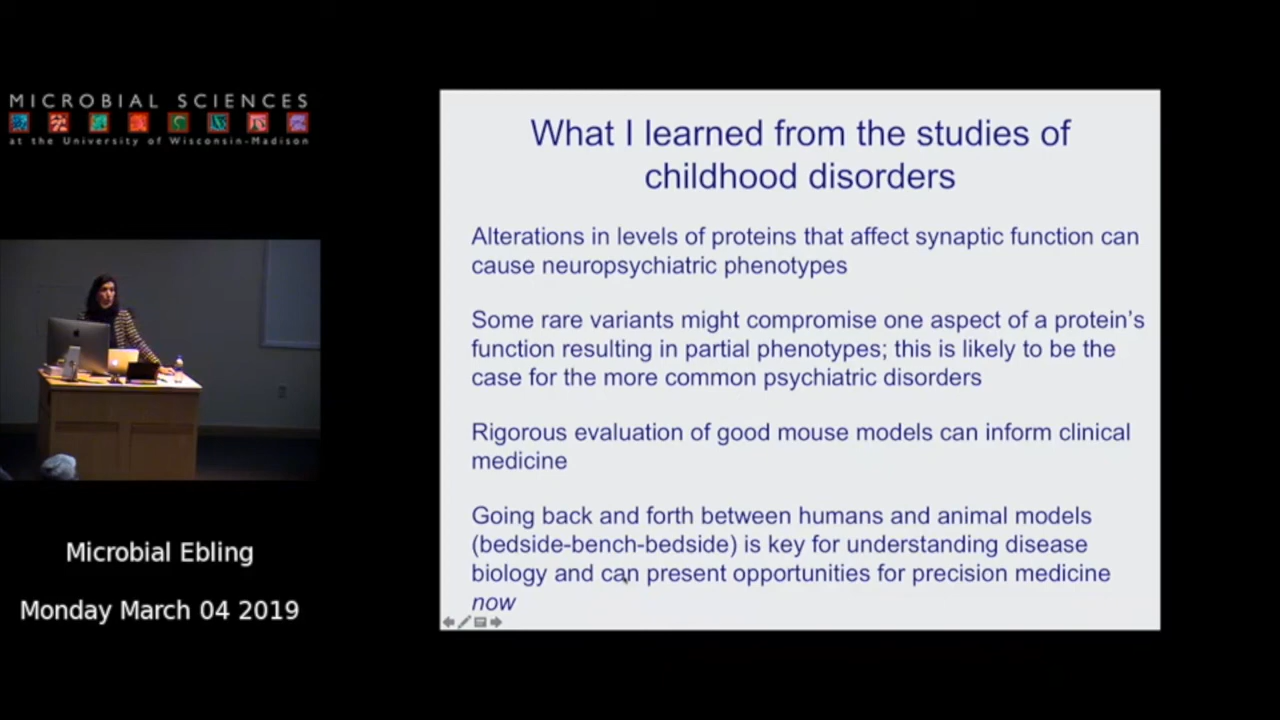 MICROBIAL SCIENCES
at the University of Wisconsin-Madison
Microbial Ebling
Monday March 04 2019
What I learned from the studies of
childhood disorders
Alterations in levels of proteins that affect synaptic function can
cause neuropsychiatric phenotypes
Some rare variants might compromise one aspect of a protein’s
function resulting in partial phenotypes; this is likely to be the
case for the more common psychiatric disorders
Rigorous evaluation of good mouse models can inform clinical
medicine
Going back and forth between humans and animal models
(bedside-bench-bedside) is key for understanding disease
biology and can present opportunities for precision medicine
now